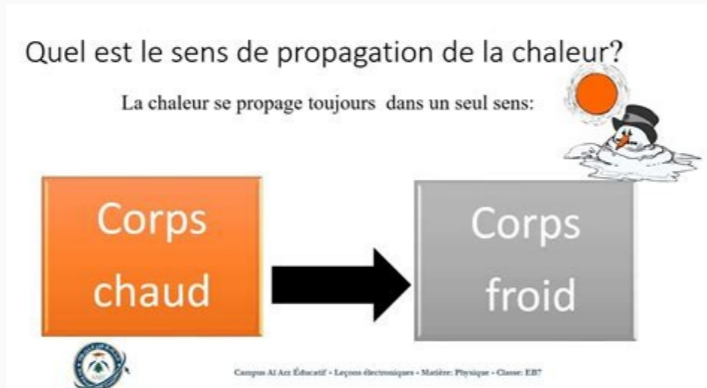 Quel est le sens de propagation de la chaleur?
La chaleur se propage toujours dans un seul sens:
Corps
chaud
Corps
froid
Campus Al Azz Éducatif - Leçons électroniques - Matière: Physique - Classe: EB7